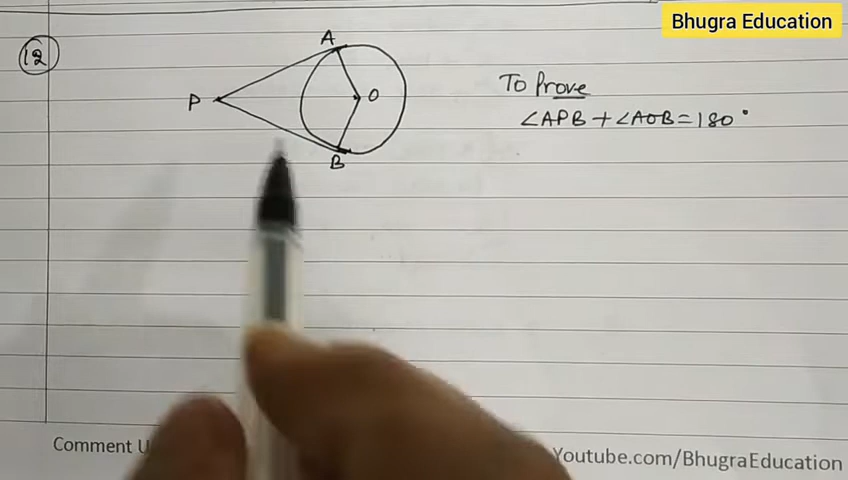 Bhugra Education
12
A
P
O
B
To Prove
∠APB + ∠AOB = 180°
Comment
Youtube.com/BhugraEducation